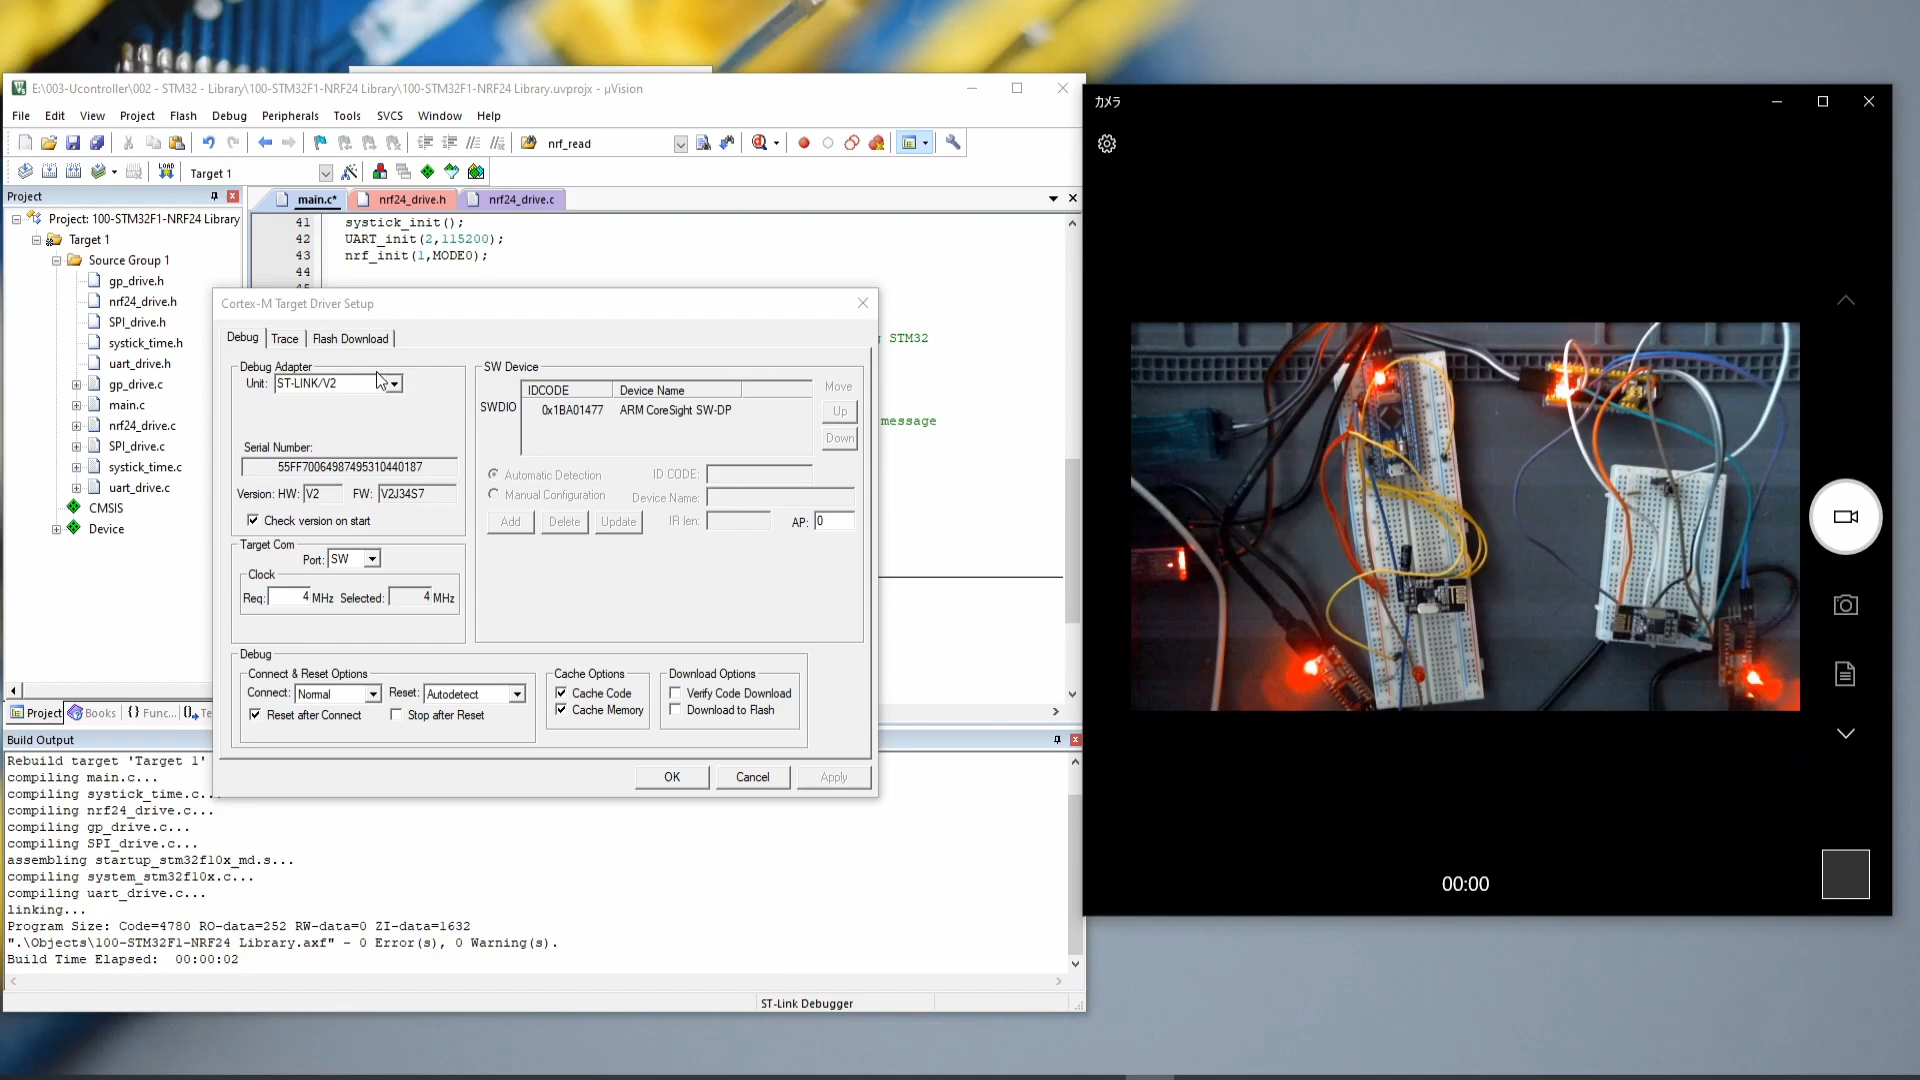 E:\003-Ucontroller\002 - STM32 - Library\100-STM32F1-NRF24 Library\100-STM32F1-NRF24 Library.uvprojx - µVision
File Edit View Project Flash Debug Peripherals Tools SVCS Window Help
nrf_read
LOAD
Target 1
Project
Project: 100-STM32F1-NRF24 Library
Target 1
Source Group 1
gp_drive.h
nrf24_drive.h
SPI_drive.h
systick_time.h
uart_drive.h
gp_drive.c
main.c
nrf24_drive.c
SPI_drive.c
systick_time.c
uart_drive.c
CMSIS
Device
Project Books {} Func...
main.c* nrf24_drive.h nrf24_drive.c
41 systick_init();
42 UART_init(2,115200);
43 nrf_init(1,MODE0);
44
STM32
message
Cortex-M Target Driver Setup
Debug Trace Flash Download
Debug Adapter
Unit: ST-LINK/V2
Serial Number:
55FF70064987495310440187
Version: HW: V2 FW: V2J34S7
Check version on start
Target Com
Port: SW
Clock
Req: 4 MHz Selected: 4 MHz
SW Device
IDCODE Device Name
SWDIO 0x1BA01477 ARM CoreSight SW-DP
Move
Up
Down
Automatic Detection ID CODE:
Manual Configuration Device Name:
Add Delete Update IR len: AP: 0
Debug
Connect & Reset Options
Connect: Normal Reset: Autodetect
Reset after Connect Stop after Reset
Cache Options
Cache Code
Cache Memory
Download Options
Verify Code Download
Download to Flash
OK Cancel Apply
Build Output
Rebuild target 'Target 1'
compiling main.c...
compiling systick_time.c...
compiling nrf24_drive.c...
compiling gp_drive.c...
compiling SPI_drive.c...
assembling startup_stm32f10x_md.s...
compiling system_stm32f10x.c...
compiling uart_drive.c...
linking...
Program Size: Code=4780 RO-data=252 RW-data=0 ZI-data=1632
".\Objects\100-STM32F1-NRF24 Library.axf" - 0 Error(s), 0 Warning(s).
Build Time Elapsed: 00:00:02
ST-Link Debugger
カメラ
00:00